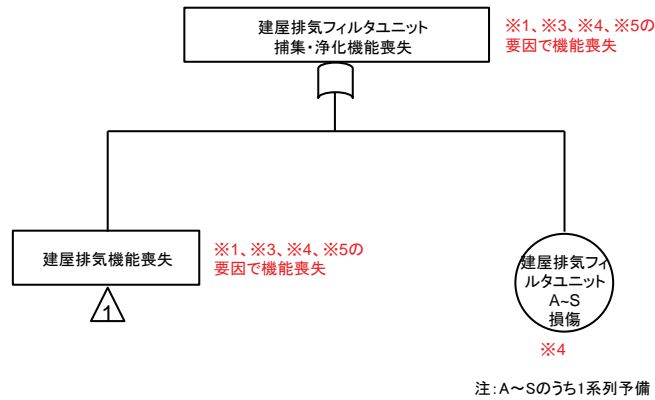 建屋排気フィルタユニット
捕集・浄化機能喪失
※1、※3、※4、※5の
要因で機能喪失
建屋排気機能喪失
※1、※3、※4、※5の
要因で機能喪失
1
建屋排気フィ
ルタユニット
A~S
損傷
※4
注:A～Sのうち1系列予備